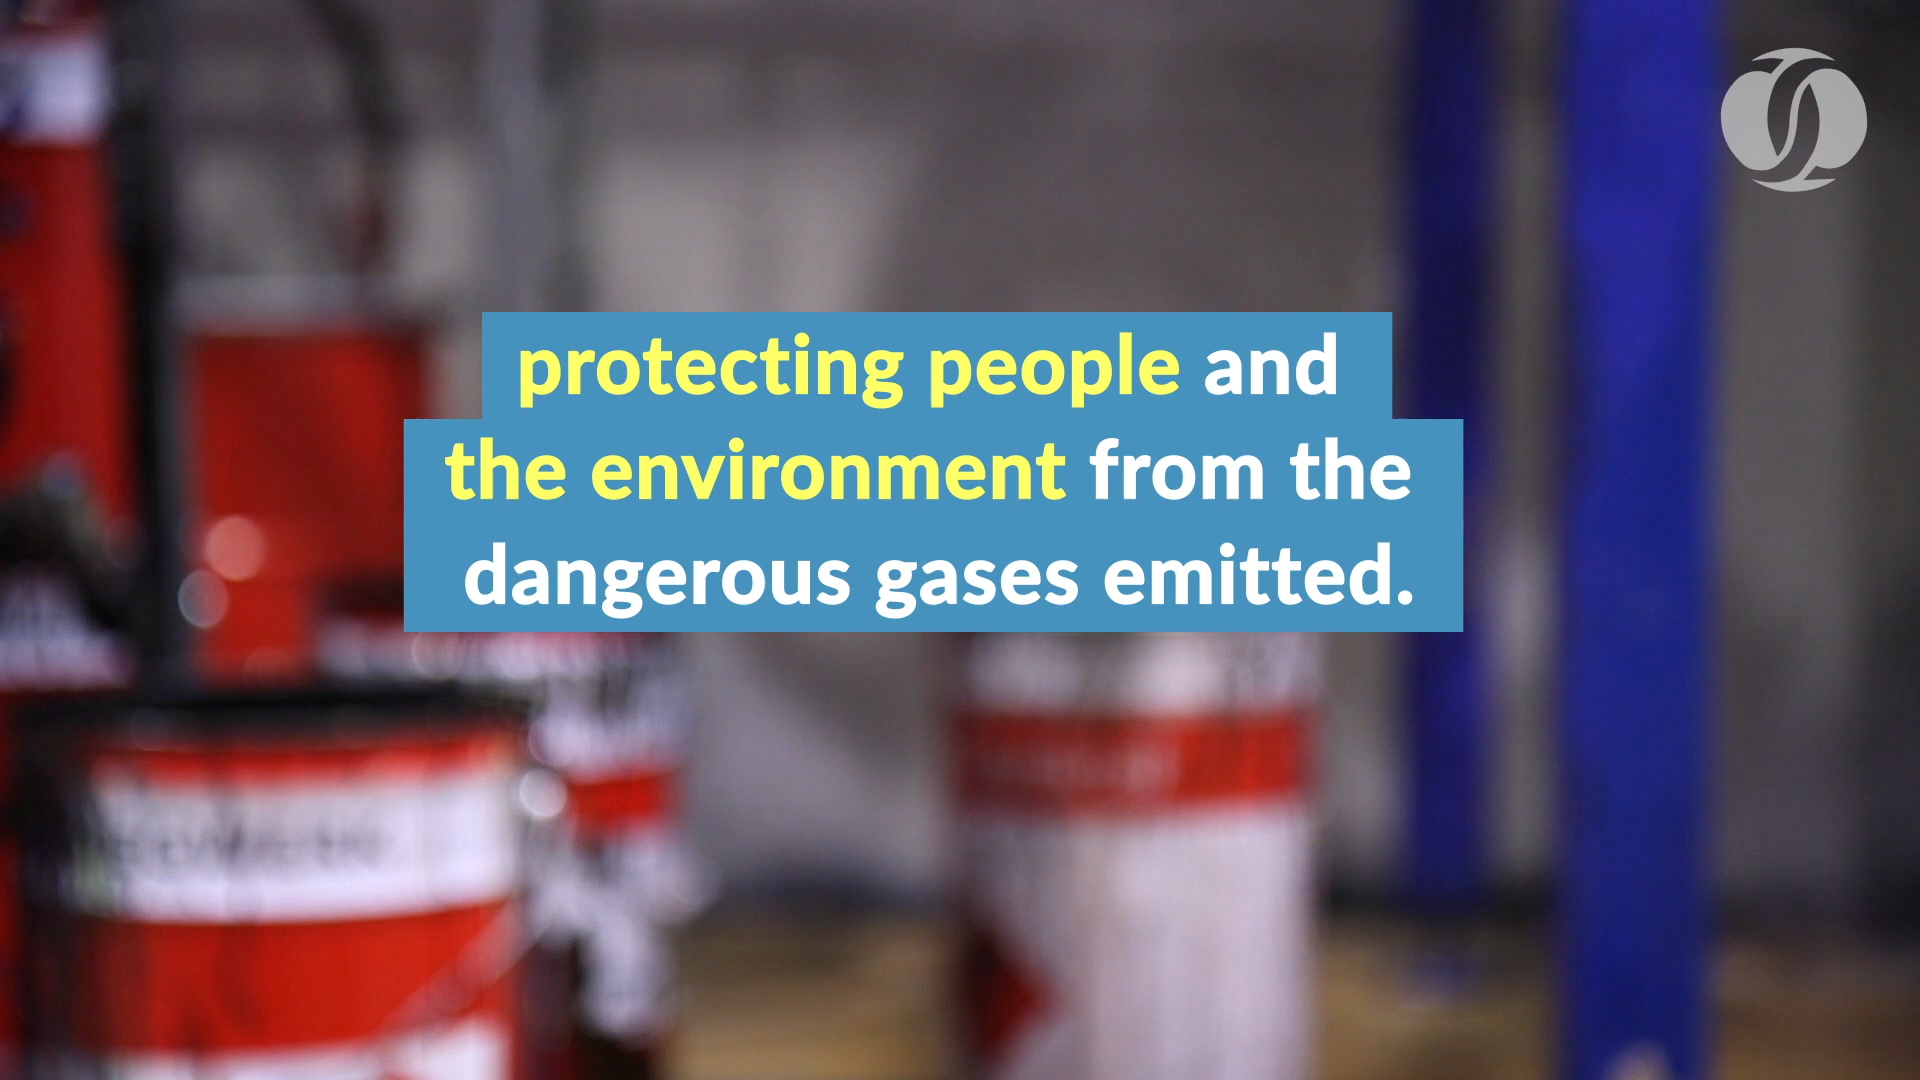 protecting people and
the environment from the
dangerous gases emitted.